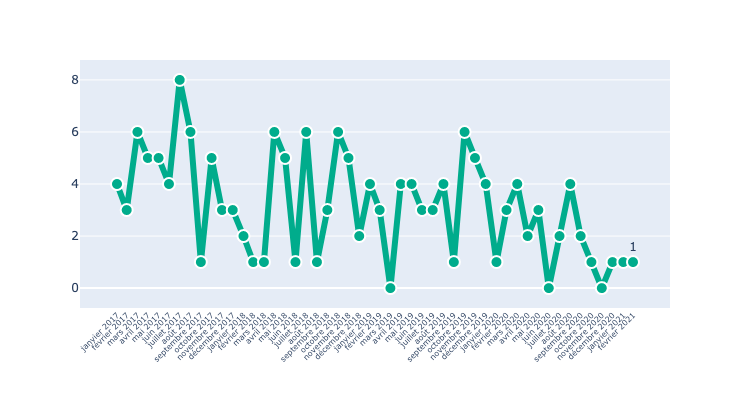 8
6
4
2
0
1
janvier 2017
février 2017
mars 2017
avril 2017
mai 2017
juin 2017
juillet 2017
août 2017
septembre 2017
octobre 2017
novembre 2017
décembre 2017
janvier 2018
février 2018
mars 2018
avril 2018
mai 2018
juin 2018
juillet 2018
août 2018
septembre 2018
octobre 2018
novembre 2018
décembre 2018
janvier 2019
février 2019
mars 2019
avril 2019
mai 2019
juin 2019
juillet 2019
août 2019
septembre 2019
octobre 2019
novembre 2019
décembre 2019
janvier 2020
février 2020
mars 2020
avril 2020
mai 2020
juin 2020
juillet 2020
août 2020
septembre 2020
octobre 2020
novembre 2020
décembre 2020
janvier 2021
février 2021